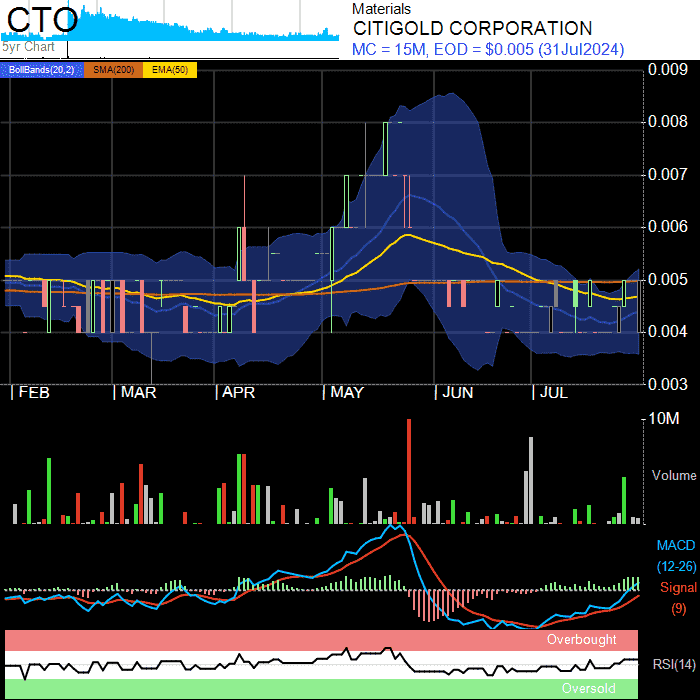 CTO
5yr Chart
Materials
CITIGOLD CORPORATION
MC = 15M, EOD = $0.005 (31Jul2024)
BollBands(20,2) SMA(200) EMA(50)
0.009
0.008
0.007
0.006
0.005
0.004
0.003
FEB MAR APR MAY JUN JUL
10M
Volume
MACD
(12-26)
Signal
(9)
Overbought
RSI(14)
Oversold